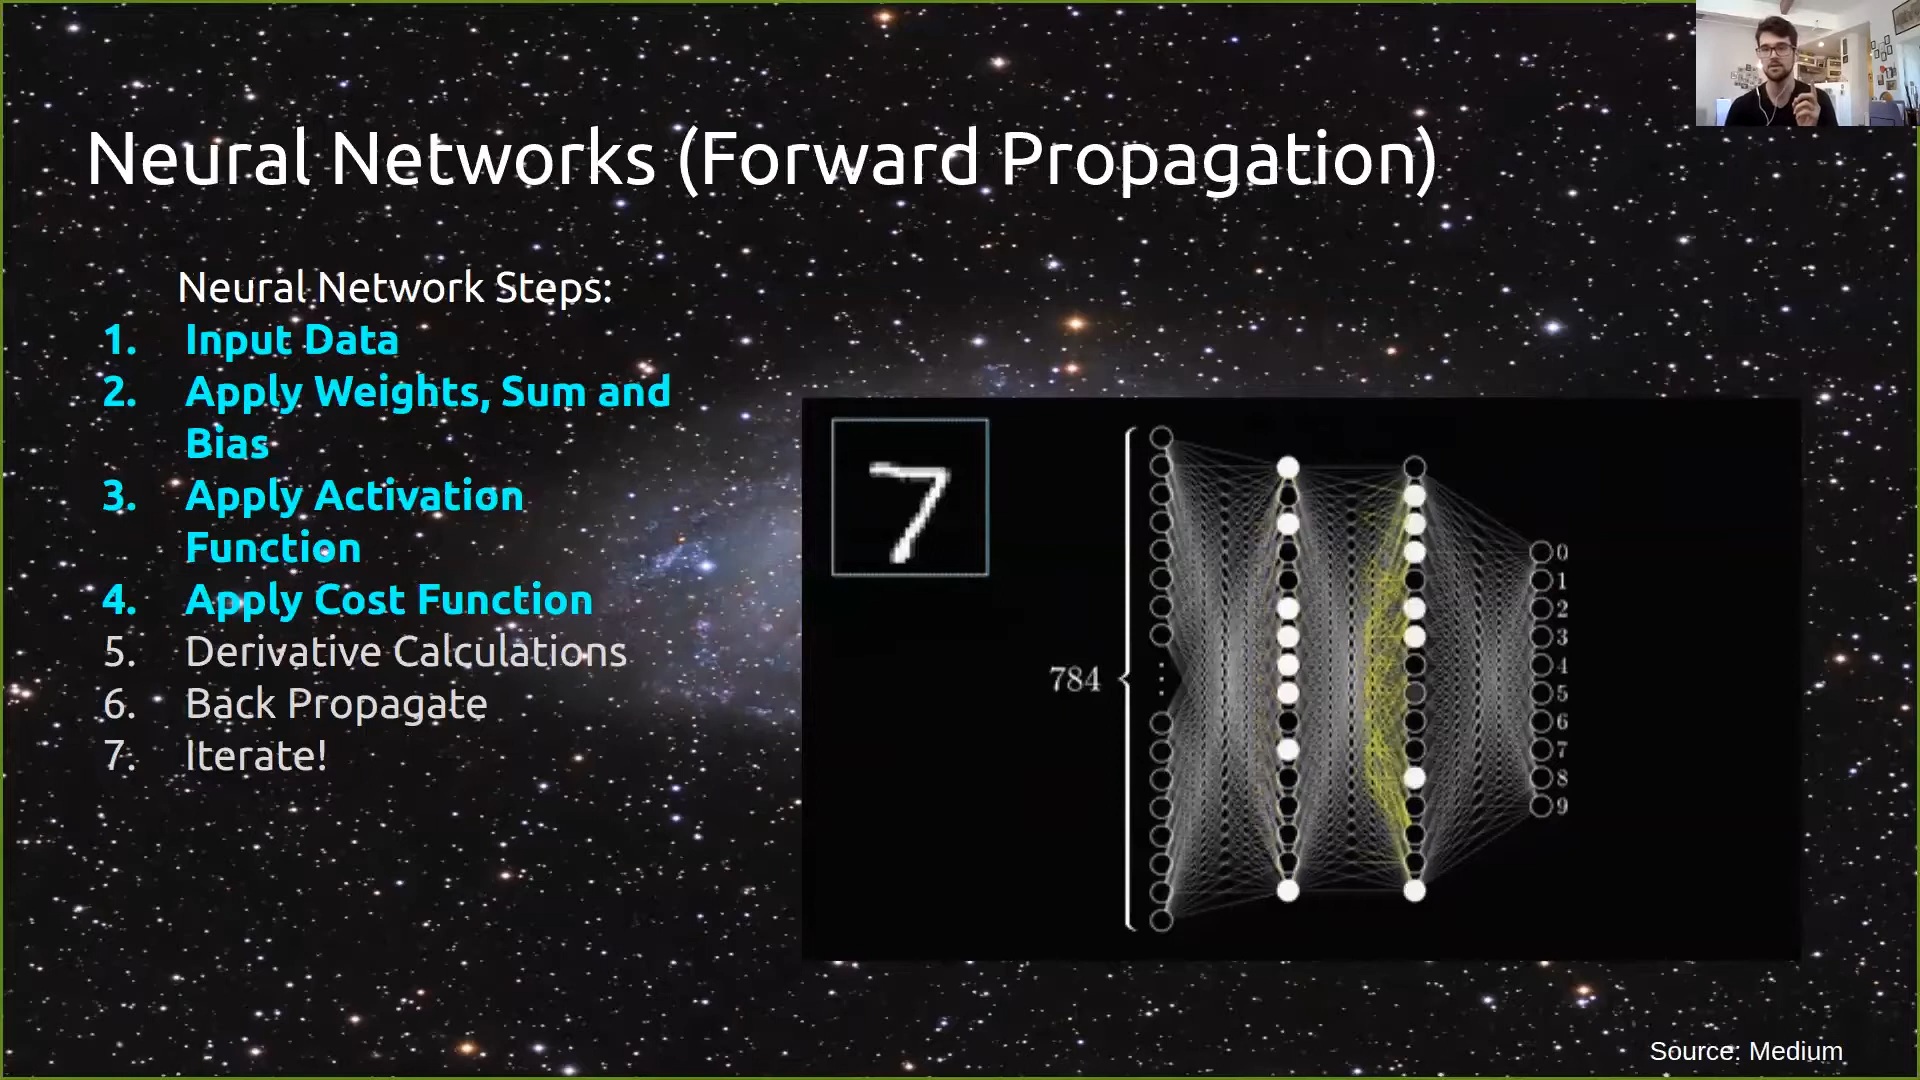 Neural Networks (Forward Propagation)
Neural Network Steps:
1. Input Data
2. Apply Weights, Sum and
Bias
3. Apply Activation
Function
4. Apply Cost Function
5. Derivative Calculations
6. Back Propagate
7. Iterate!
7
784
0
1
2
3
4
5
6
7
8
9
Source: Medium